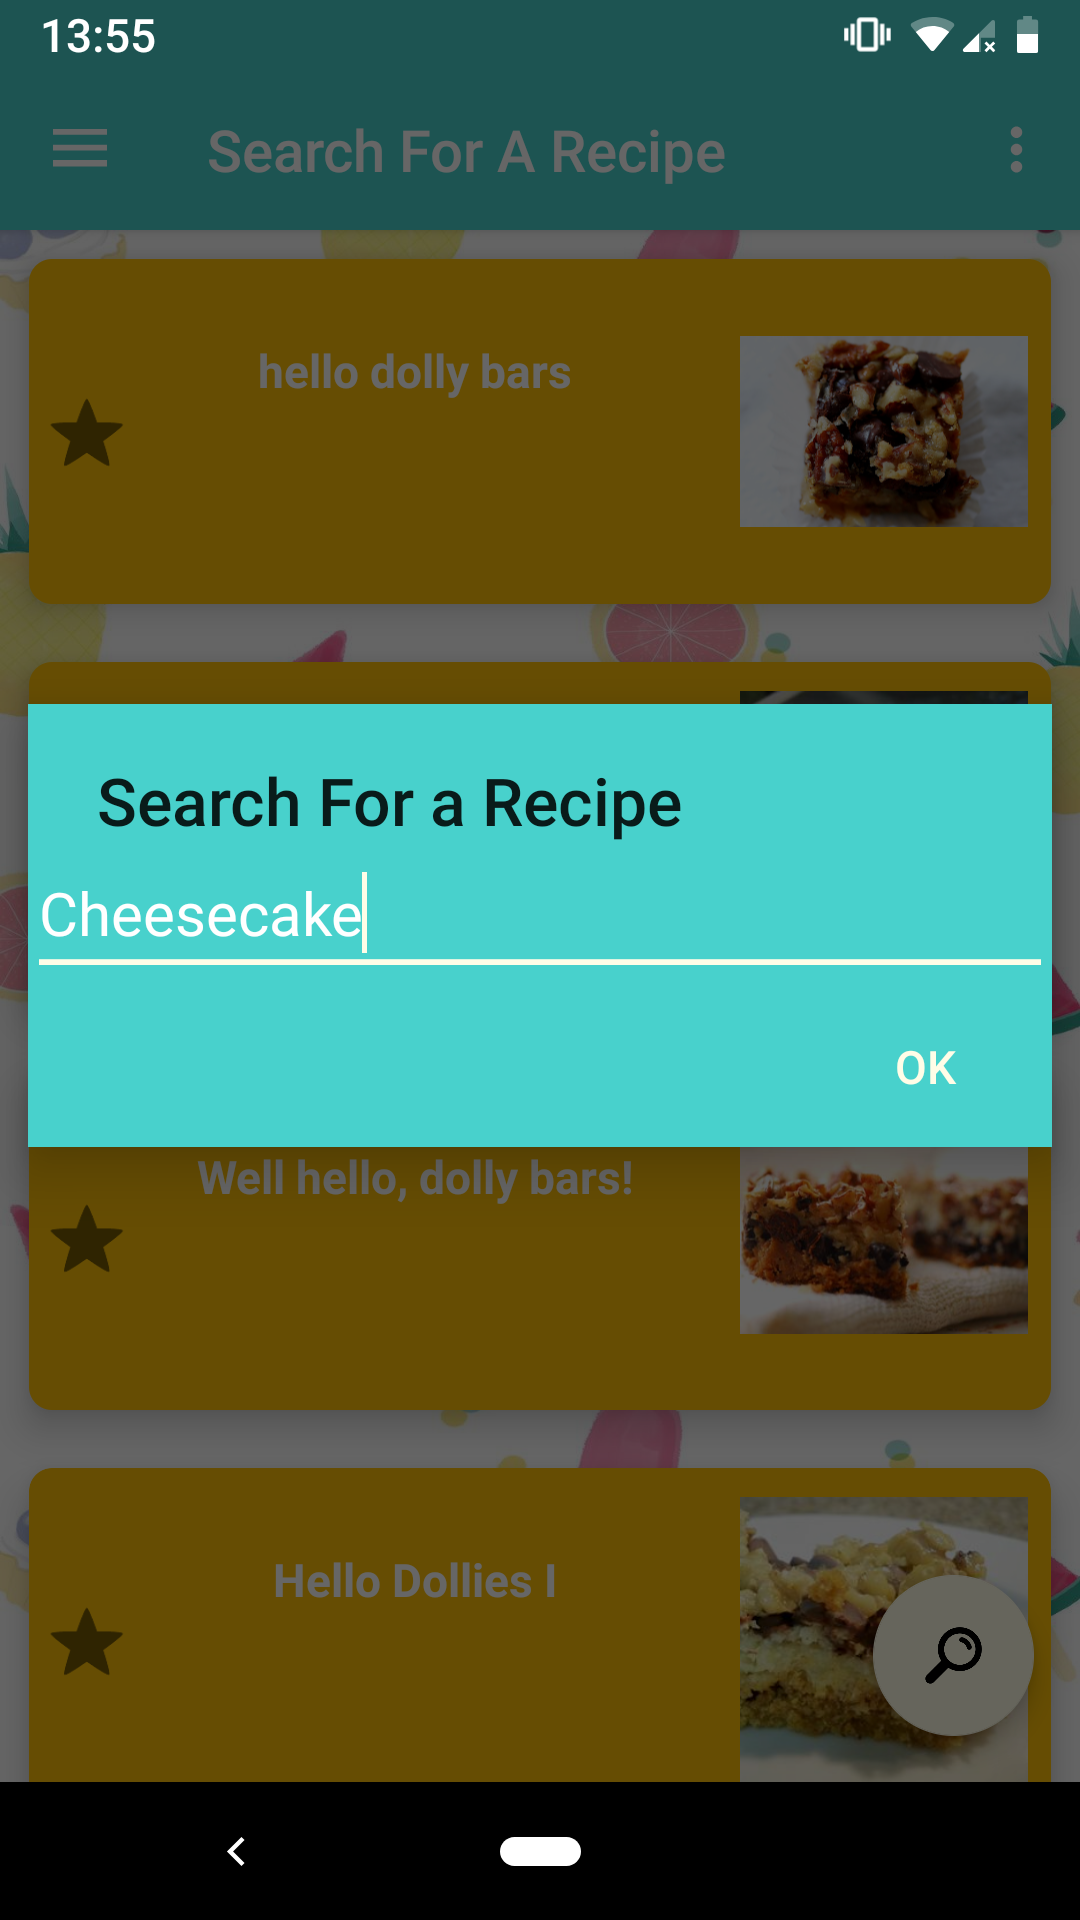 13:55
Search For A Recipe
hello dolly bars
Search For a Recipe
Cheesecake
OK
Well hello, dolly bars!
Hello Dollies I